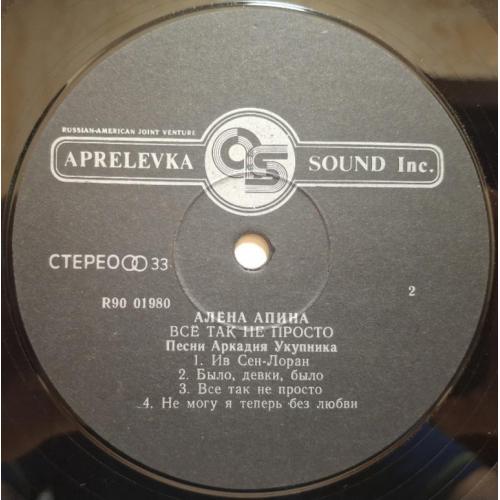 RUSSIAN-AMERICAN JOINT VENTURE
APRELEVKA aS SOUND Inc.
СТЕРЕО 33
R90 01980
2
АЛЕНА АПИНА
ВСЕ ТАК НЕ ПРОСТО
Песни Аркадия Укупника
1. Ив Сен-Лоран
2. Было, девки, было
3. Все так не просто
4. Не могу я теперь без любви